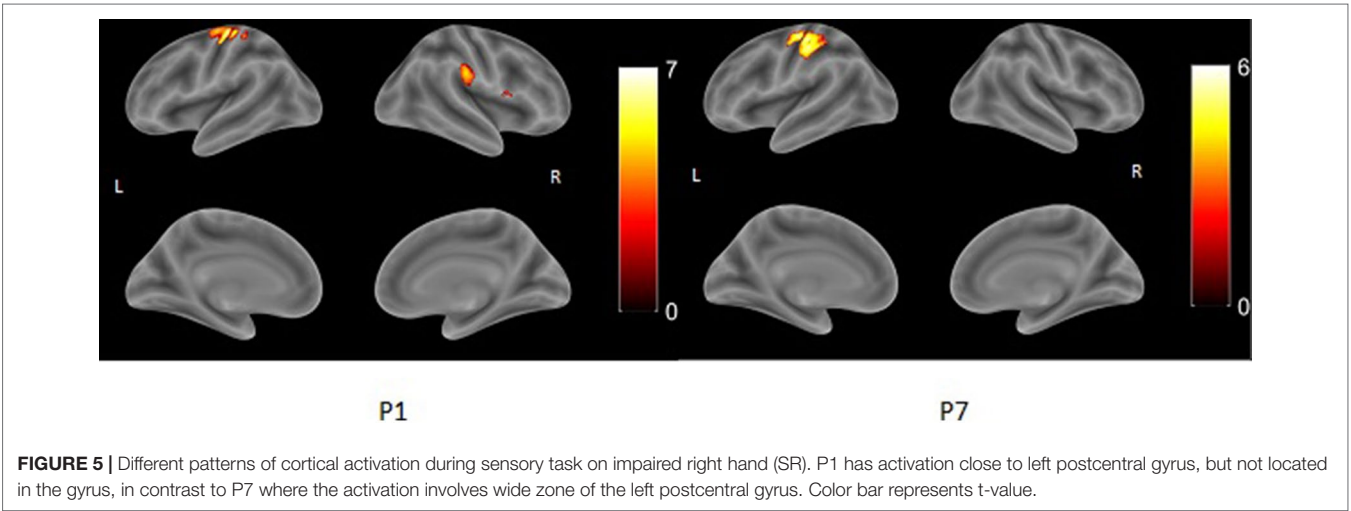 7
0
L
R
6
0
L
R
P1
P7
FIGURE 5 | Different patterns of cortical activation during sensory task on impaired right hand (SR). P1 has activation close to left postcentral gyrus, but not located
in the gyrus, in contrast to P7 where the activation involves wide zone of the left postcentral gyrus. Color bar represents t-value.